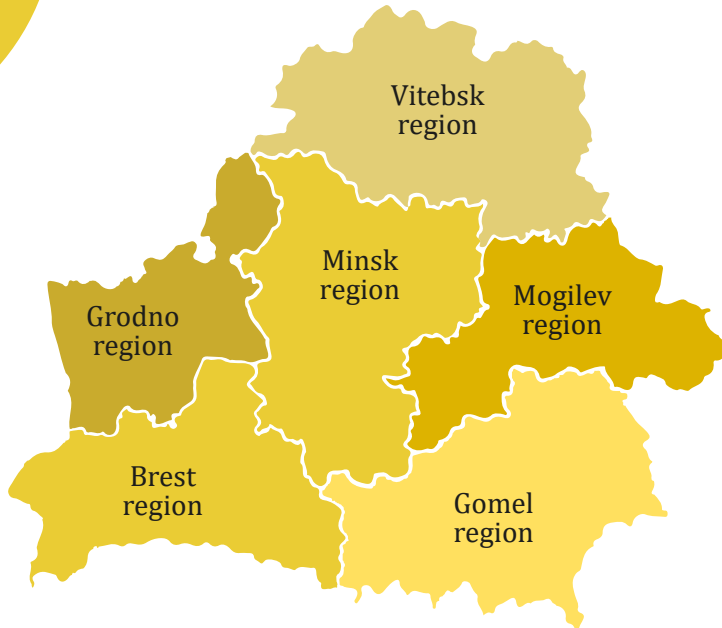 Vitebsk
region
Minsk
region
Mogilev
region
Grodno
region
Brest
region
Gomel
region